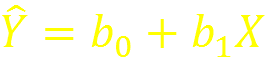 Ŷ = b₀ + b₁X